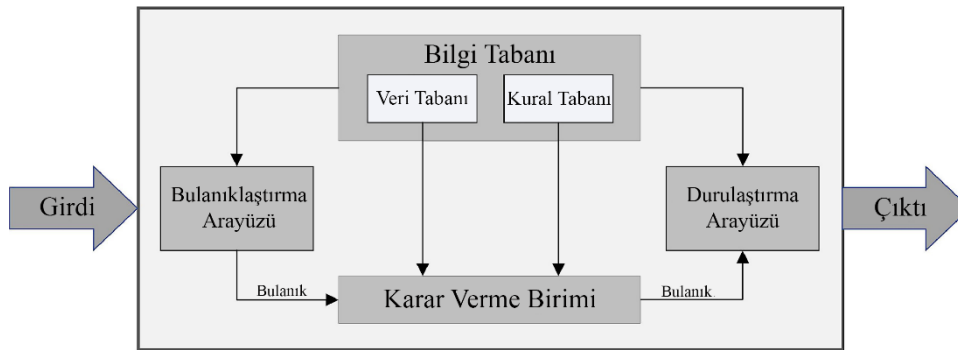 Bilgi Tabanı
Veri Tabanı
Kural Tabanı
Girdi
Bulanıklaştırma
Arayüzü
Durulaştırma
Arayüzü
Çıktı
Bulanık
Karar Verme Birimi
Bulanık